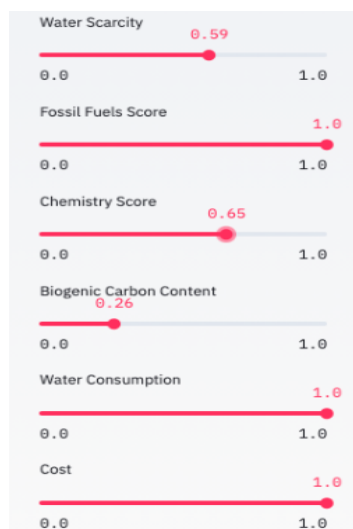 Water Scarcity
0.59
0.0 1.0
Fossil Fuels Score
1.0
0.0 1.0
Chemistry Score
0.65
0.0 1.0
Biogenic Carbon Content
0.26
0.0 1.0
Water Consumption
1.0
0.0 1.0
Cost
1.0
0.0 1.0